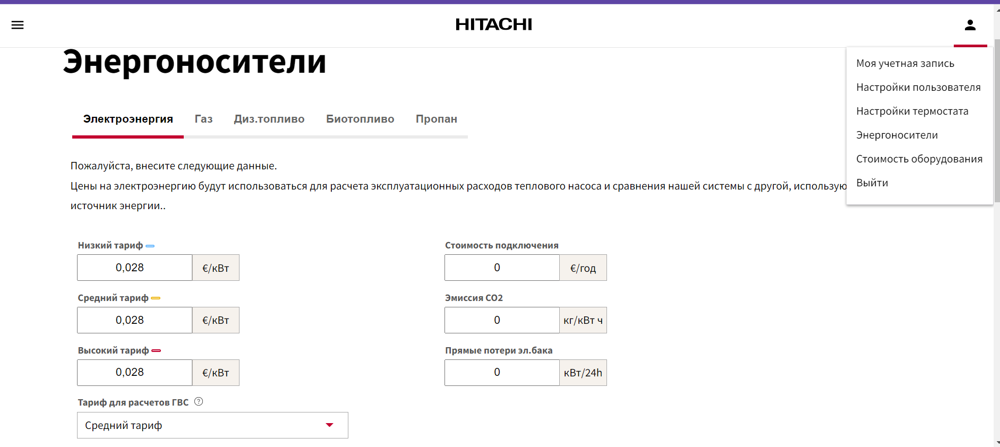 HITACHI
Энергоносители
Моя учетная запись
Настройки пользователя
Настройки термостата
Энергоносители
Стоимость оборудования
Выйти
Электроэнергия Газ Диз.топливо Биотопливо Пропан
Пожалуйста, внесите следующие данные.
Цены на электроэнергию будут использоваться для расчета эксплуатационных расходов теплового насоса и сравнения нашей системы с другой, использую
источник энергии..
Низкий тариф
0,028 €/кВт
Средний тариф
0,028 €/кВт
Высокий тариф
0,028 €/кВт
Тариф для расчетов ГВС ?
Средний тариф
Стоимость подключения
0 €/год
Эмиссия CO2
0 кг/кВт ч
Прямые потери эл.бака
0 кВт/24h